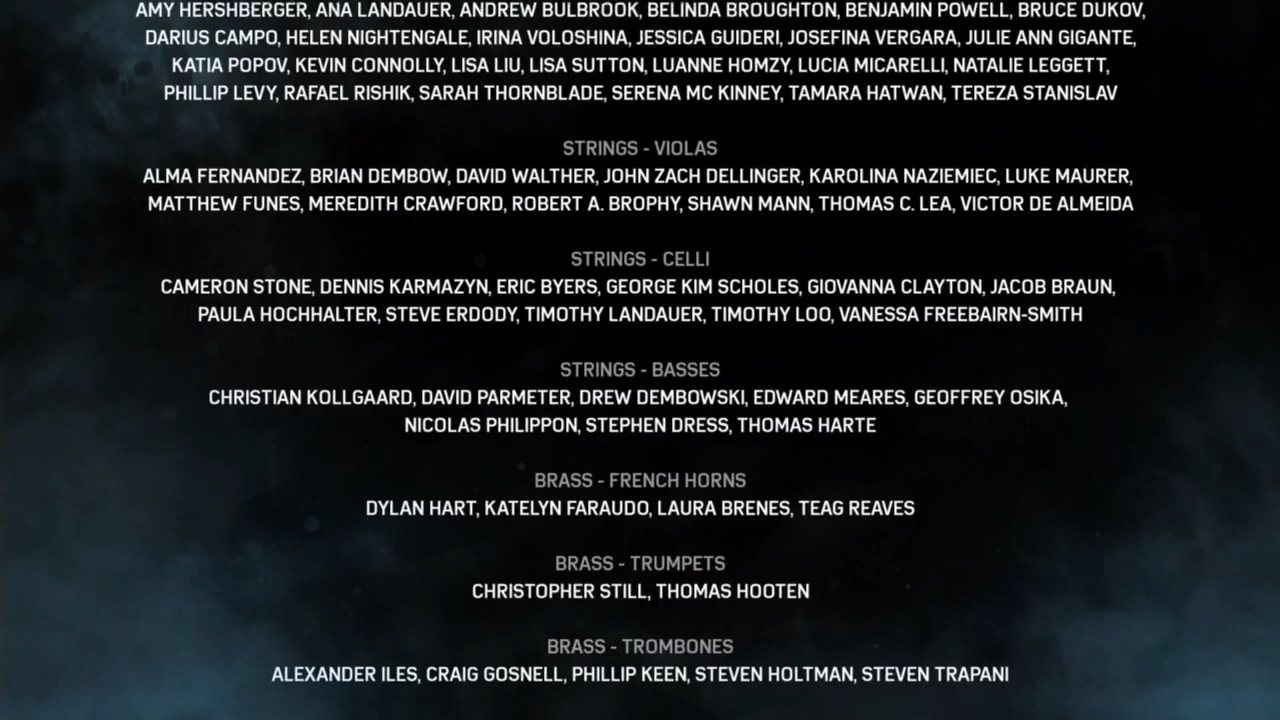 AMY HERSHBERGER, ANA LANDAUER, ANDREW BULBROOK, BELINDA BROUGHTON, BENJAMIN POWELL, BRUCE DUKOV,
DARIUS CAMPO, HELEN NIGHTENGALE, IRINA VOLOSHINA, JESSICA GUIDERI, JOSEFINA VERGARA, JULIE ANN GIGANTE,
KATIA POPOV, KEVIN CONNOLLY, LISA LIU, LISA SUTTON, LUANNE HOMZY, LUCIA MICARELLI, NATALIE LEGGETT,
PHILLIP LEVY, RAFAEL RISHIK, SARAH THORNBLADE, SERENA MC KINNEY, TAMARA HATWAN, TEREZA STANISLAV
STRINGS - VIOLAS
ALMA FERNANDEZ, BRIAN DEMBOW, DAVID WALTHER, JOHN ZACH DELLINGER, KAROLINA NAZIEMIEC, LUKE MAURER,
MATTHEW FUNES, MEREDITH CRAWFORD, ROBERT A. BROPHY, SHAWN MANN, THOMAS C. LEA, VICTOR DE ALMEIDA
STRINGS - CELLI
CAMERON STONE, DENNIS KARMAZYN, ERIC BYERS, GEORGE KIM SCHOLES, GIOVANNA CLAYTON, JACOB BRAUN,
PAULA HOCHHALTER, STEVE ERDODY, TIMOTHY LANDAUER, TIMOTHY LOO, VANESSA FREEBAIRN-SMITH
STRINGS - BASSES
CHRISTIAN KOLLGAARD, DAVID PARMETER, DREW DEMBOWSKI, EDWARD MEARES, GEOFFREY OSIKA,
NICOLAS PHILIPPON, STEPHEN DRESS, THOMAS HARTE
BRASS - FRENCH HORNS
DYLAN HART, KATELYN FARAUDO, LAURA BRENES, TEAG REAVES
BRASS - TRUMPETS
CHRISTOPHER STILL, THOMAS HOOTEN
BRASS - TROMBONES
ALEXANDER ILES, CRAIG GOSNELL, PHILLIP KEEN, STEVEN HOLTMAN, STEVEN TRAPANI